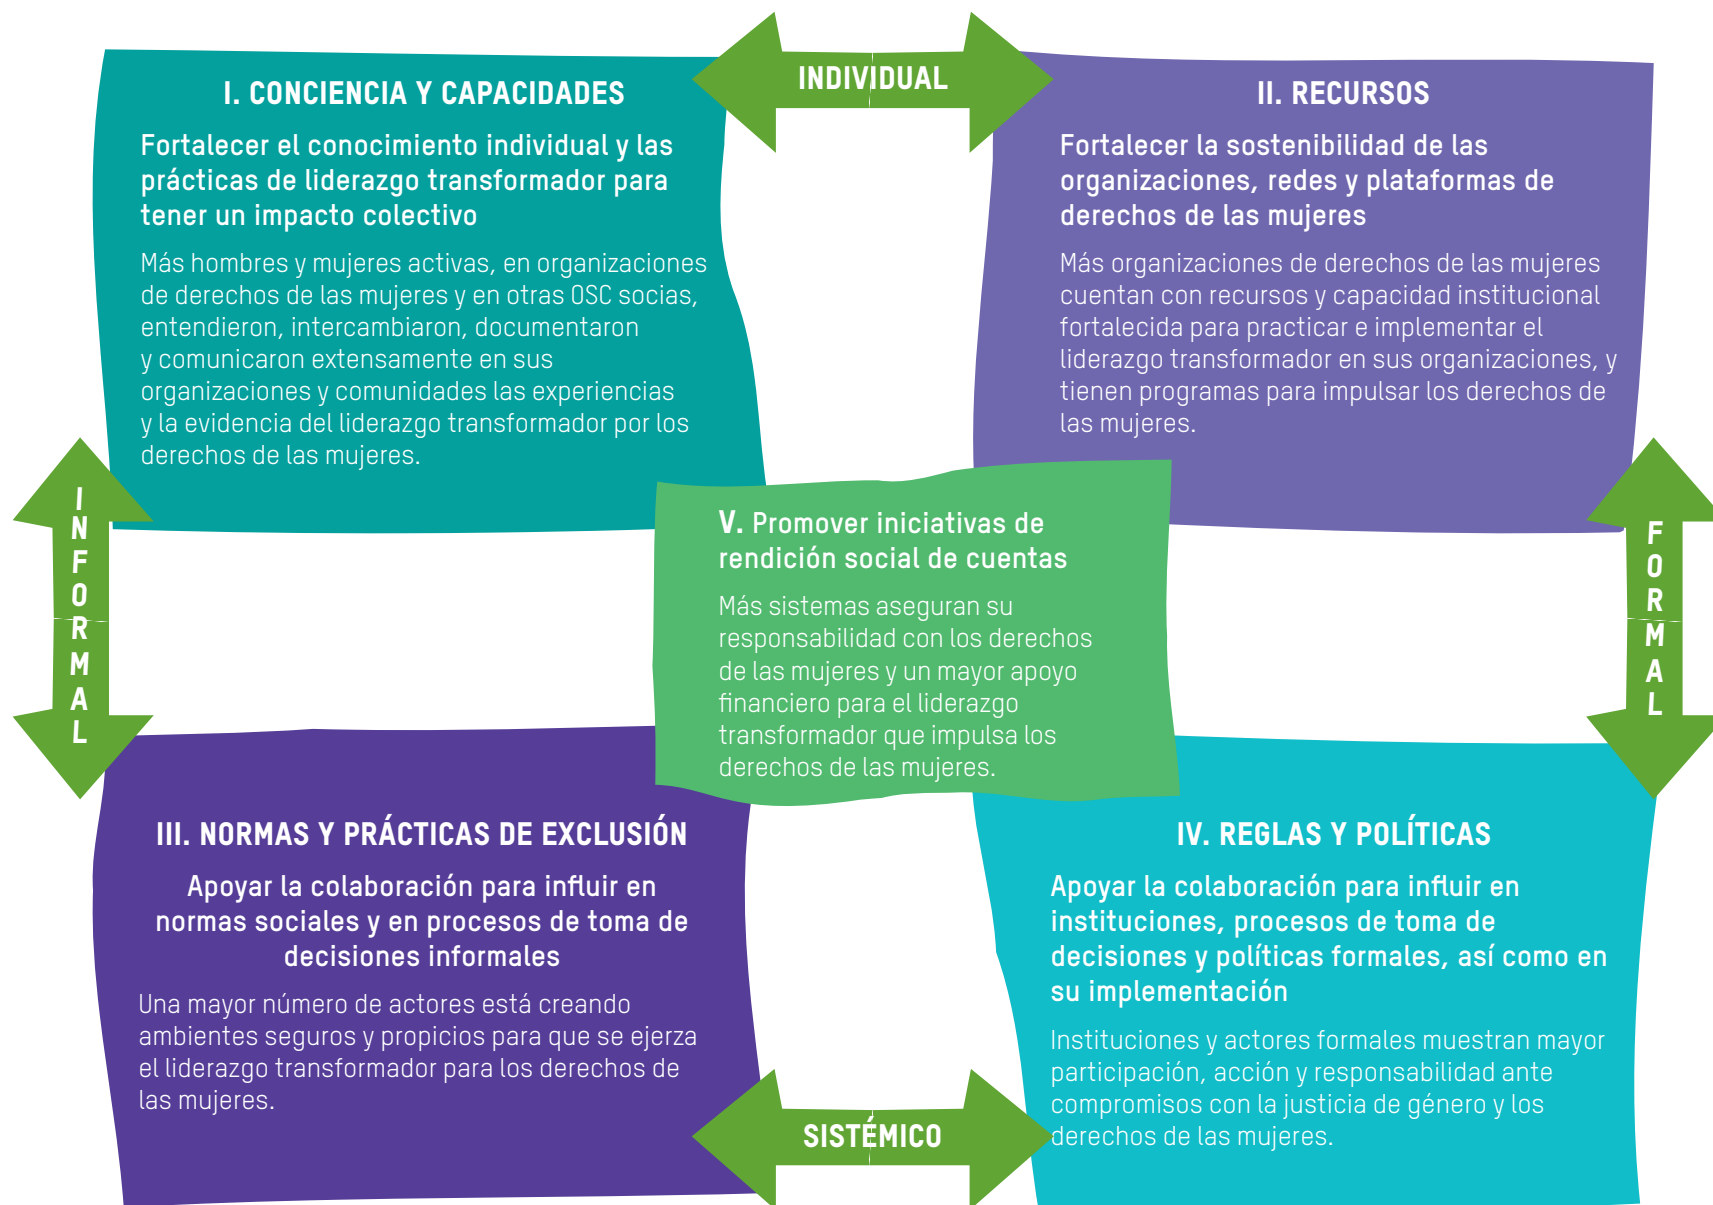 INDIVIDUAL
I. CONCIENCIA Y CAPACIDADES
Fortalecer el conocimiento individual y las
prácticas de liderazgo transformador para
tener un impacto colectivo
Más hombres y mujeres activas, en organizaciones
de derechos de las mujeres y en otras OSC socias,
entendieron, intercambiaron, documentaron
y comunicaron extensamente en sus
organizaciones y comunidades las experiencias
y la evidencia del liderazgo transformador por los
derechos de las mujeres.
II. RECURSOS
Fortalecer la sostenibilidad de las
organizaciones, redes y plataformas de
derechos de las mujeres
Más organizaciones de derechos de las mujeres
cuentan con recursos y capacidad institucional
fortalecida para practicar e implementar el
liderazgo transformador en sus organizaciones, y
tienen programas para impulsar los derechos de
las mujeres.
INFORMAL
V. Promover iniciativas de
rendición social de cuentas
Más sistemas aseguran su
responsabilidad con los derechos
de las mujeres y un mayor apoyo
financiero para el liderazgo
transformador que impulsa los
derechos de las mujeres.
FORMAL
III. NORMAS Y PRÁCTICAS DE EXCLUSIÓN
Apoyar la colaboración para influir en
normas sociales y en procesos de toma de
decisiones informales
Una mayor número de actores está creando
ambientes seguros y propicios para que se ejerza
el liderazgo transformador para los derechos de
las mujeres.
IV. REGLAS Y POLÍTICAS
Apoyar la colaboración para influir en
instituciones, procesos de toma de
decisiones y políticas formales, así como en
su implementación
Instituciones y actores formales muestran mayor
participación, acción y responsabilidad ante
compromisos con la justicia de género y los
derechos de las mujeres.
SISTÉMICO